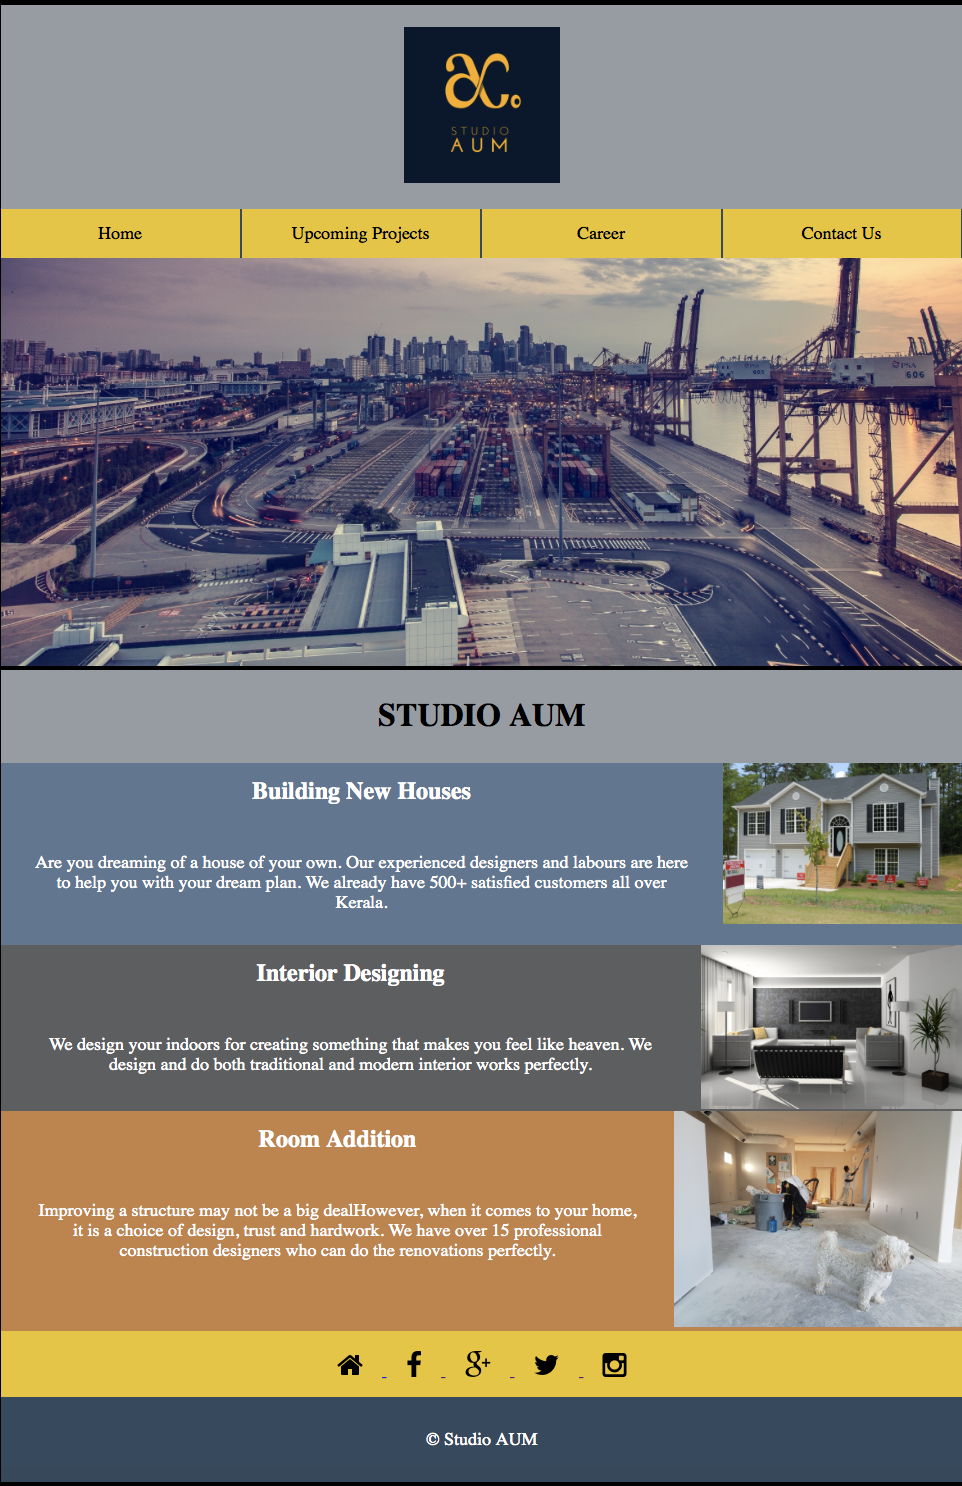 ac.
STUDIO
AUM
Home
Upcoming Projects
Career
Contact Us
PSA
606
STUDIO AUM
Building New Houses
Are you dreaming of a house of your own. Our experienced designers and labours are here
to help you with your dream plan. We already have 500+ satisfied customers all over
Kerala.
Interior Designing
We design your indoors for creating something that makes you feel like heaven. We
design and do both traditional and modern interior works perfectly.
Room Addition
Improving a structure may not be a big dealHowever, when it comes to your home,
it is a choice of design, trust and hardwork. We have over 15 professional
construction designers who can do the renovations perfectly.
© Studio AUM